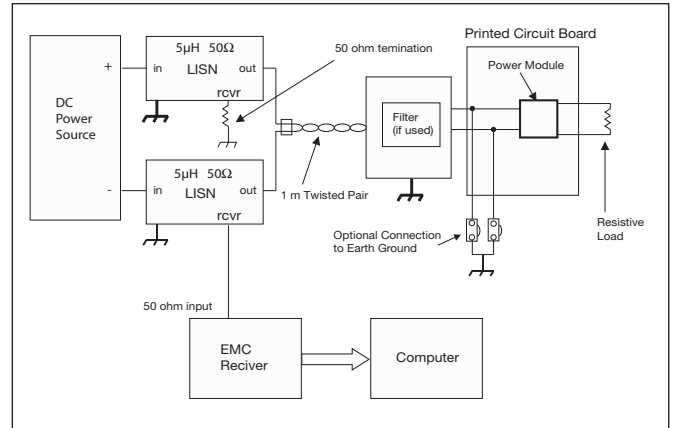 Printed Circuit Board
5µH 50Ω
50 ohm temination
Power Module
+
in
LISN
out
rcvr
DC
Power
Source
Filter
(if used)
5µH 50Ω
-
in
LISN
out
rcvr
1 m Twisted Pair
Optional Connection
to Earth Ground
Resistive
Load
50 ohm input
EMC
Reciver
Computer